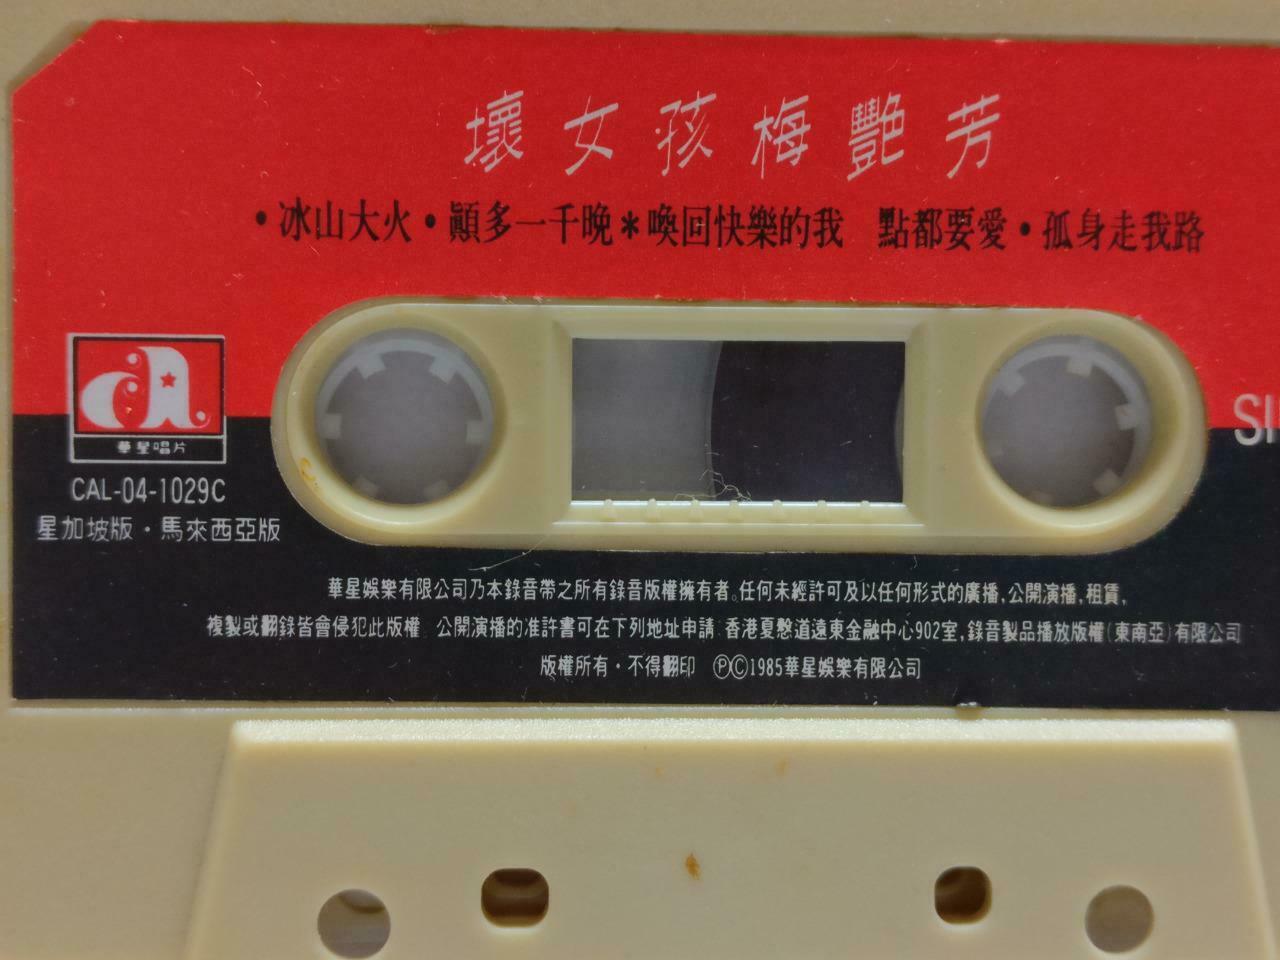 壞女孩梅艷芳
•冰山大火•顛多一千晚＊喚回快樂的我 點都要愛•孤身走我路
華星唱片
SI
CAL-04-1029C
星加坡版・馬來西亞版
華星娛樂有限公司乃本錄音帶之所有錄音版權擁有者。任何未經許可及以任何形式的廣播,公開演播,租賃,
複製或翻錄皆會侵犯此版權 公開演播的准許書可在下列地址申請:香港夏慤道遠東金融中心902室,錄音製品播放版權(東南亞)有限公司
版權所有・不得翻印 ⓅⒸ1985華星娛樂有限公司